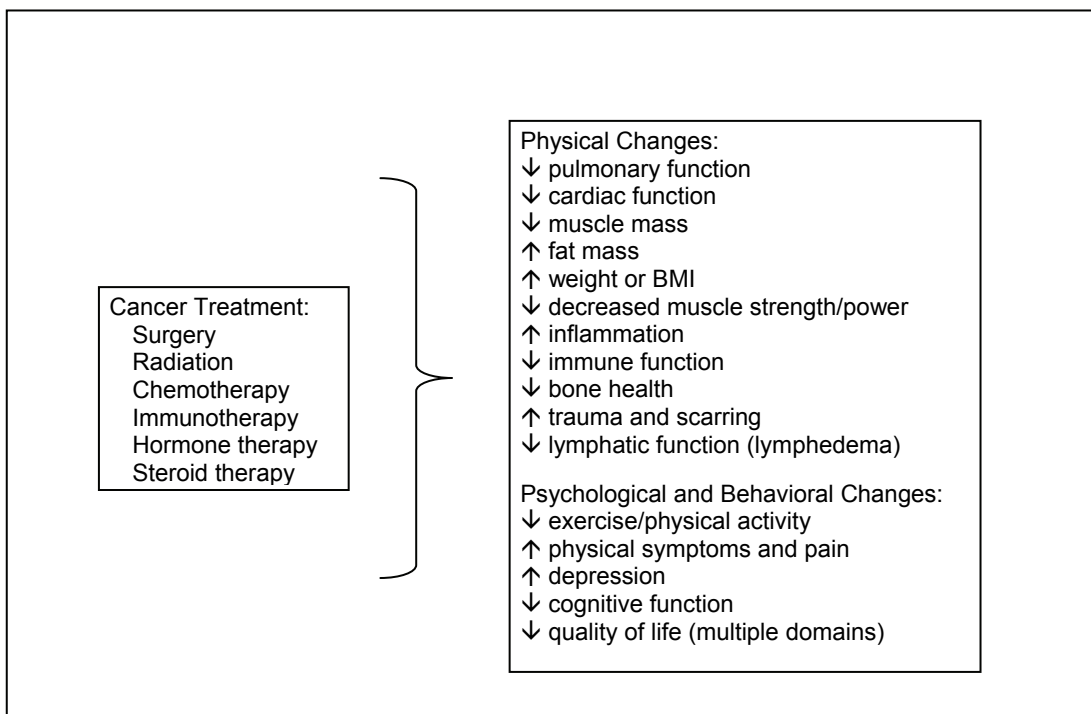 Cancer Treatment:
Surgery
Radiation
Chemotherapy
Immunotherapy
Hormone therapy
Steroid therapy
Physical Changes:
↓ pulmonary function
↓ cardiac function
↓ muscle mass
↑ fat mass
↑ weight or BMI
↓ decreased muscle strength/power
↑ inflammation
↓ immune function
↓ bone health
↑ trauma and scarring
↓ lymphatic function (lymphedema)
Psychological and Behavioral Changes:
↓ exercise/physical activity
↑ physical symptoms and pain
↑ depression
↓ cognitive function
↓ quality of life (multiple domains)